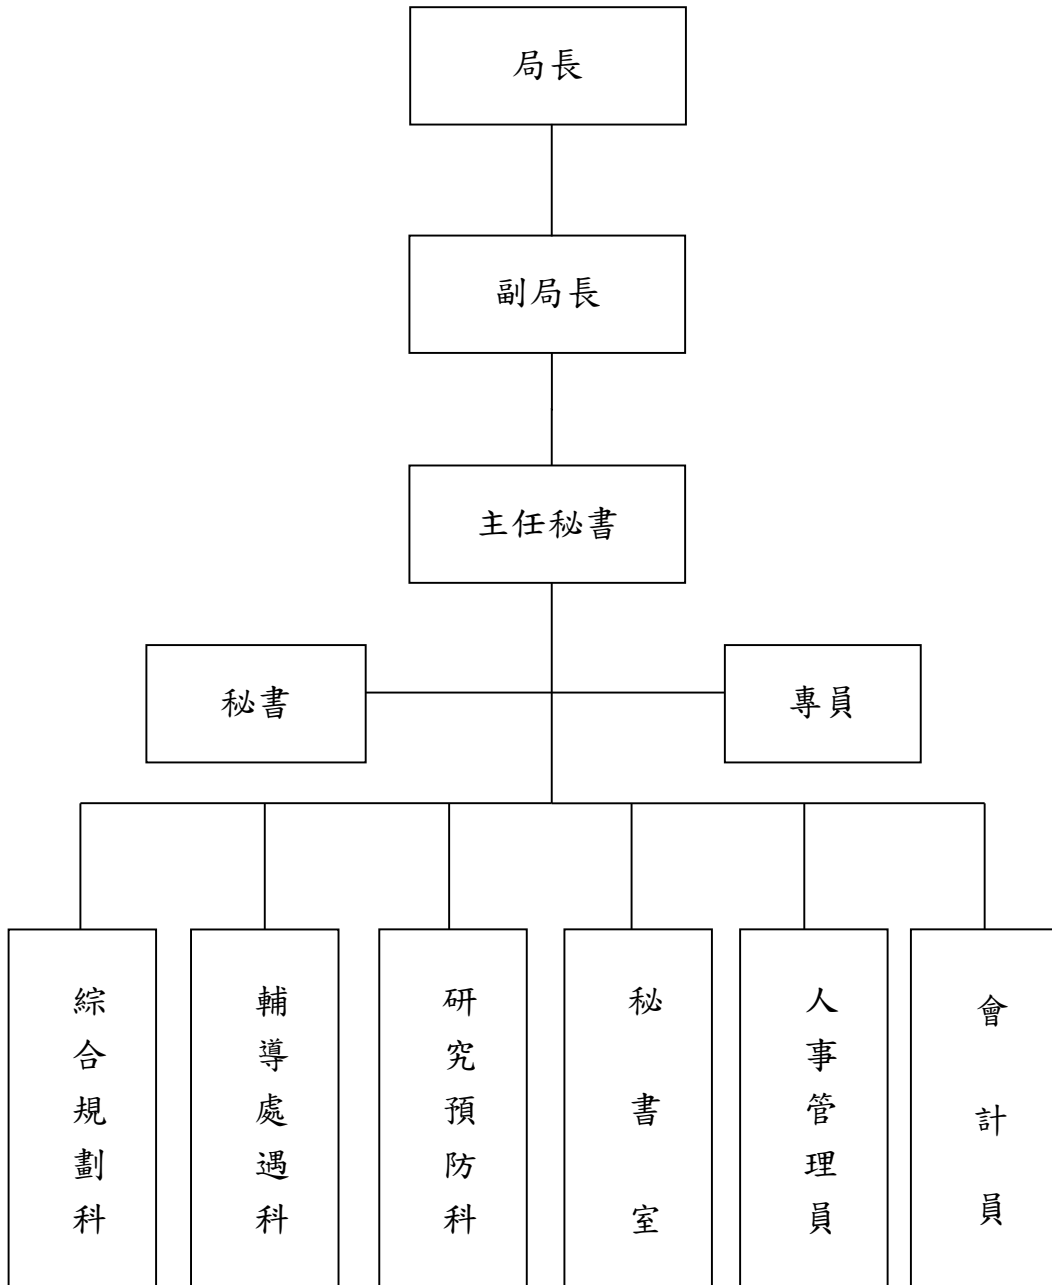 局長
副局長
主任秘書
秘書
專員
綜合規劃科
輔導處遇科
研究預防科
秘書室
人事管理員
會計員